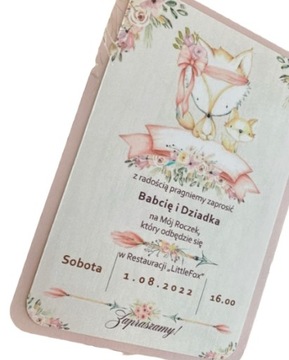 z radością pragniemy zaprosić
Babcię i Dziadka
na Mój Roczek,
który odbędzie się
w Restauracji „LittleFox”
Sobota
1.08.2022
16.00
Zapraszamy!